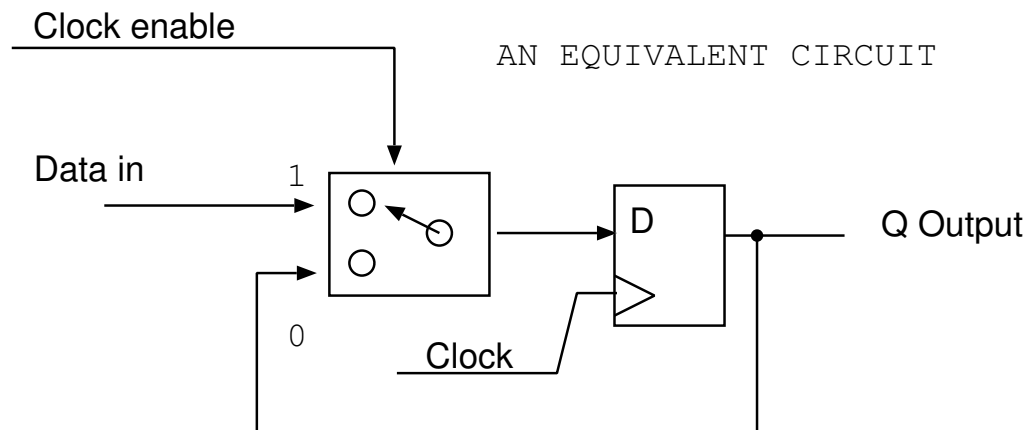 Clock enable
AN EQUIVALENT CIRCUIT
Data in
1
D
Q Output
0
Clock